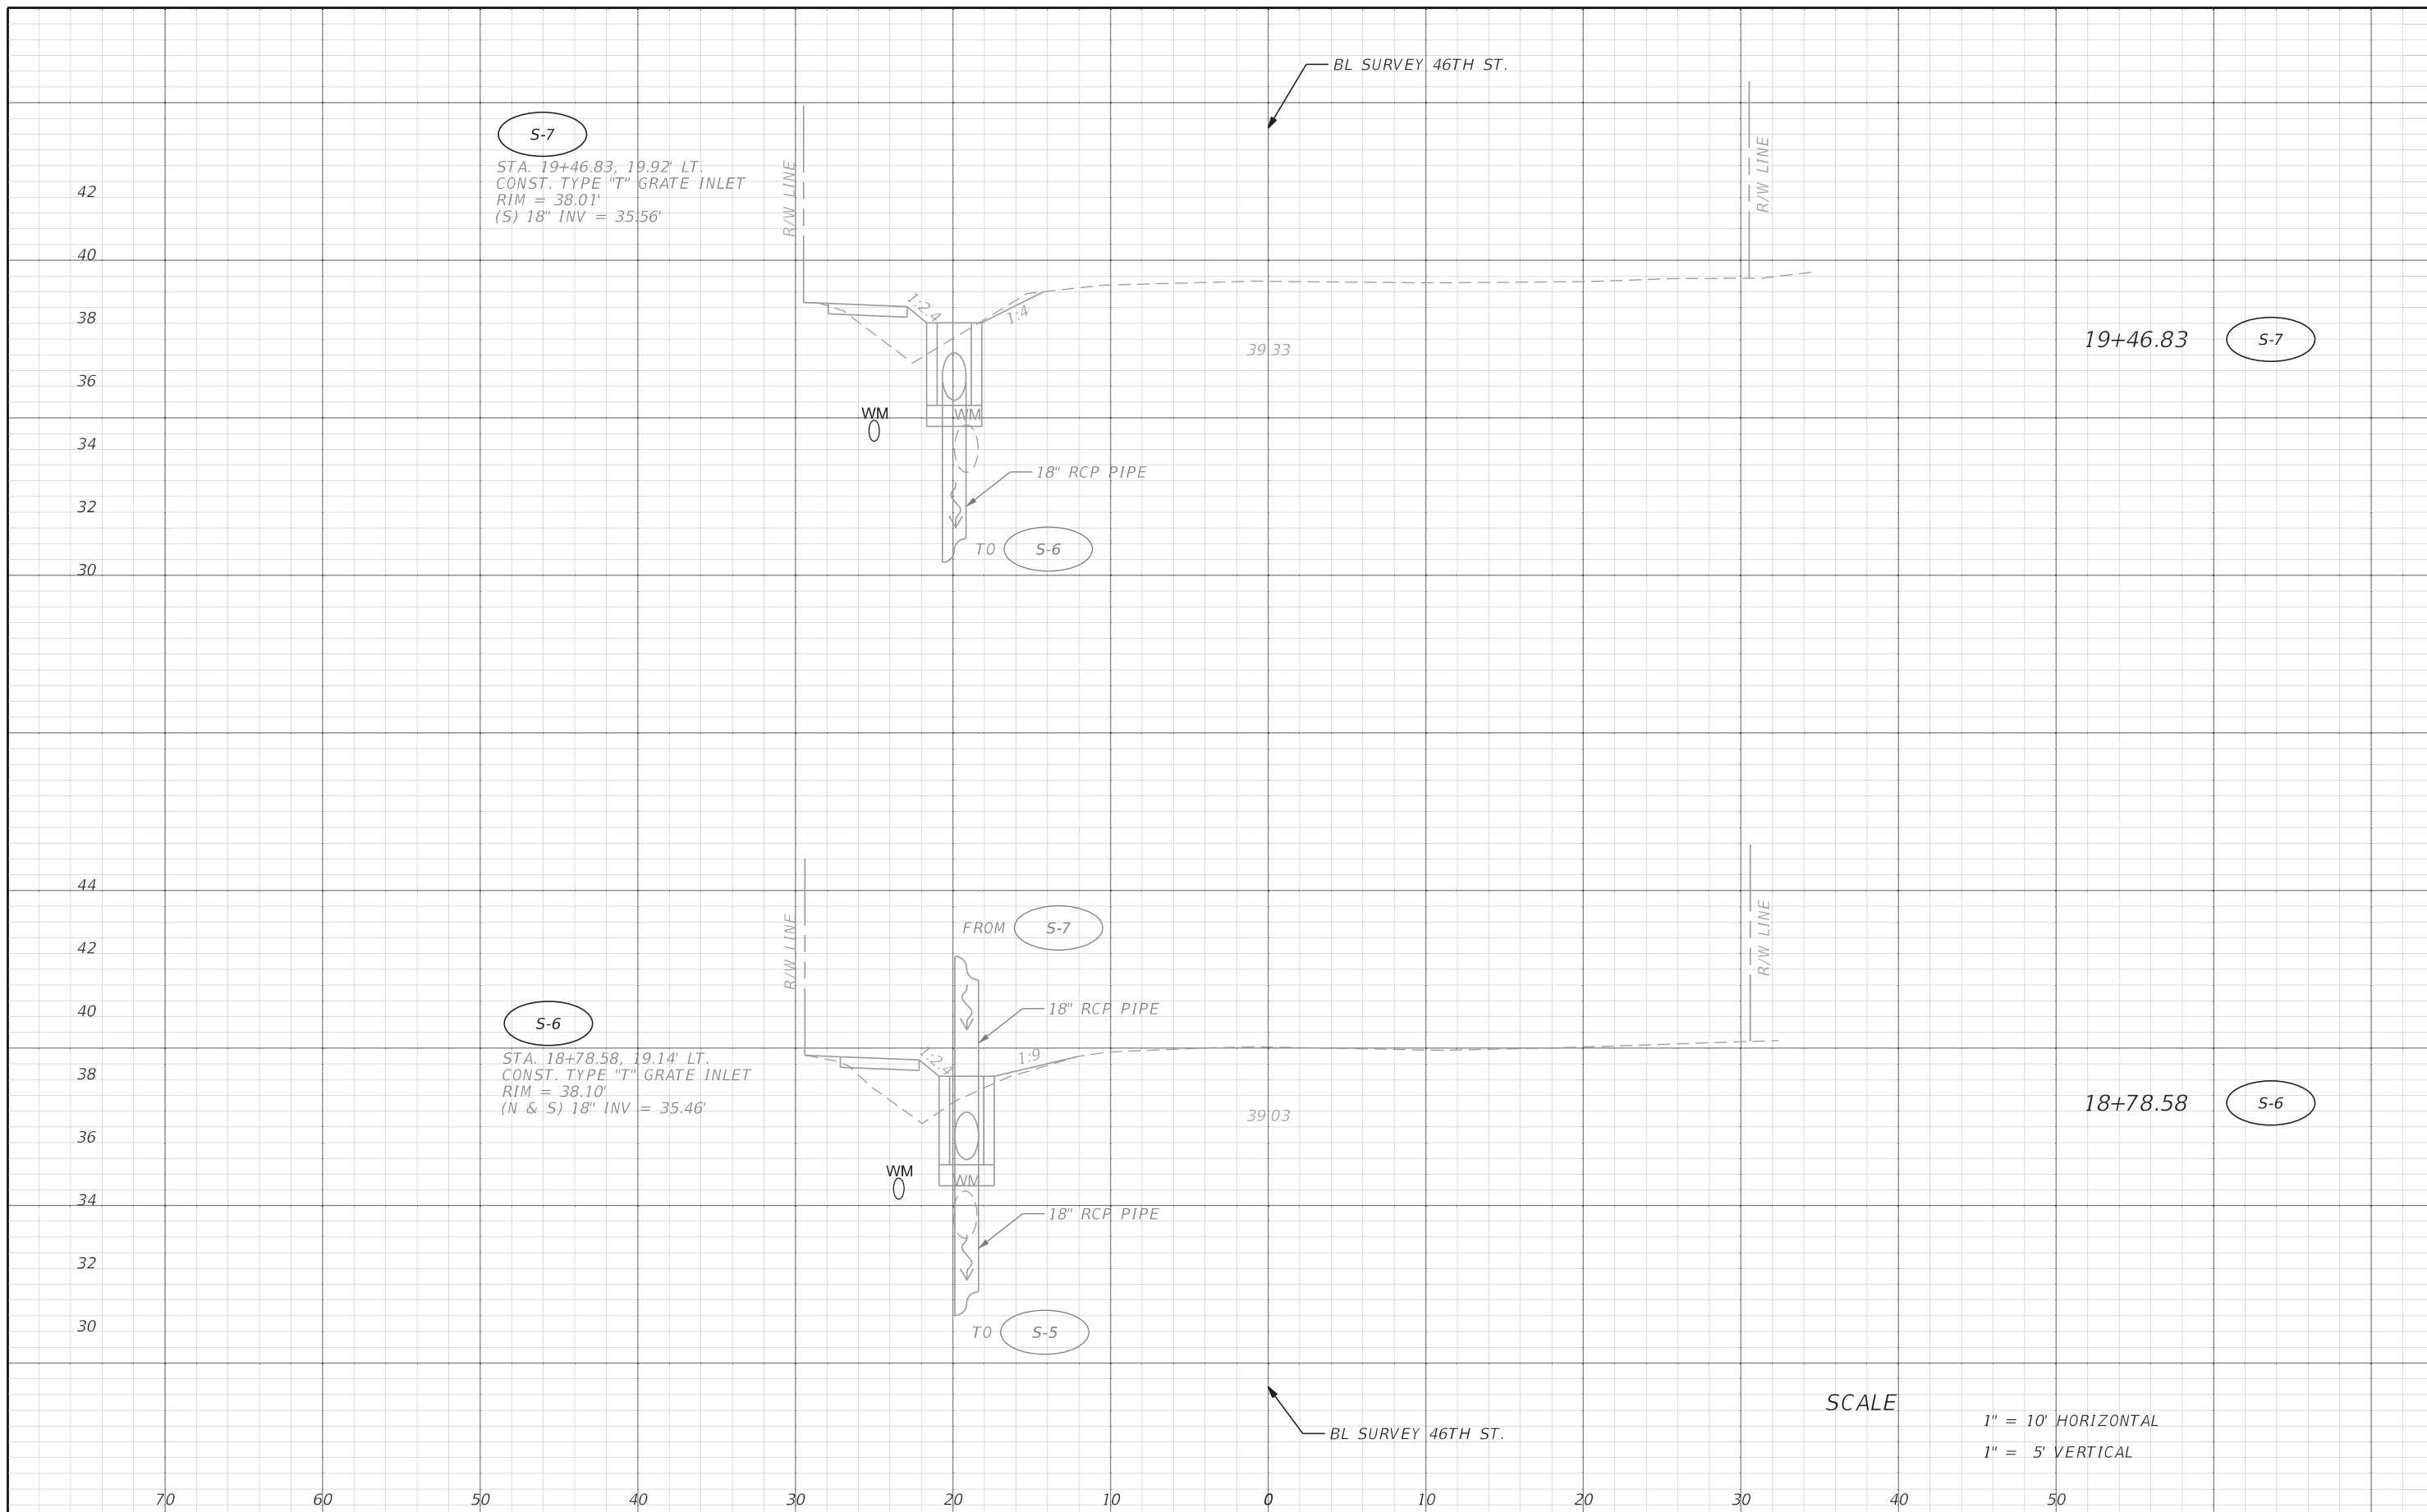 BL SURVEY 46TH ST.
S-7
STA. 19+46.83, 19.92' LT.
CONST. TYPE "T" GRATE INLET
RIM = 38.01'
(S) 18" INV = 35.56'
R/W LINE
R/W LINE
42
40
38
36
34
32
30
1:2.4
1:4
39.33
19+46.83
S-7
WM
WM
18" RCP PIPE
TO
S-6
44
42
40
38
36
34
32
30
R/W LINE
R/W LINE
FROM
S-7
18" RCP PIPE
S-6
STA. 18+78.58, 19.14' LT.
CONST. TYPE "T" GRATE INLET
RIM = 38.10'
(N & S) 18" INV = 35.46'
1:2.4
1:9
39.03
18+78.58
S-6
WM
WM
18" RCP PIPE
TO
S-5
BL SURVEY 46TH ST.
SCALE
1" = 10' HORIZONTAL
1" = 5' VERTICAL
70 60 50 40 30 20 10 0 10 20 30 40 50